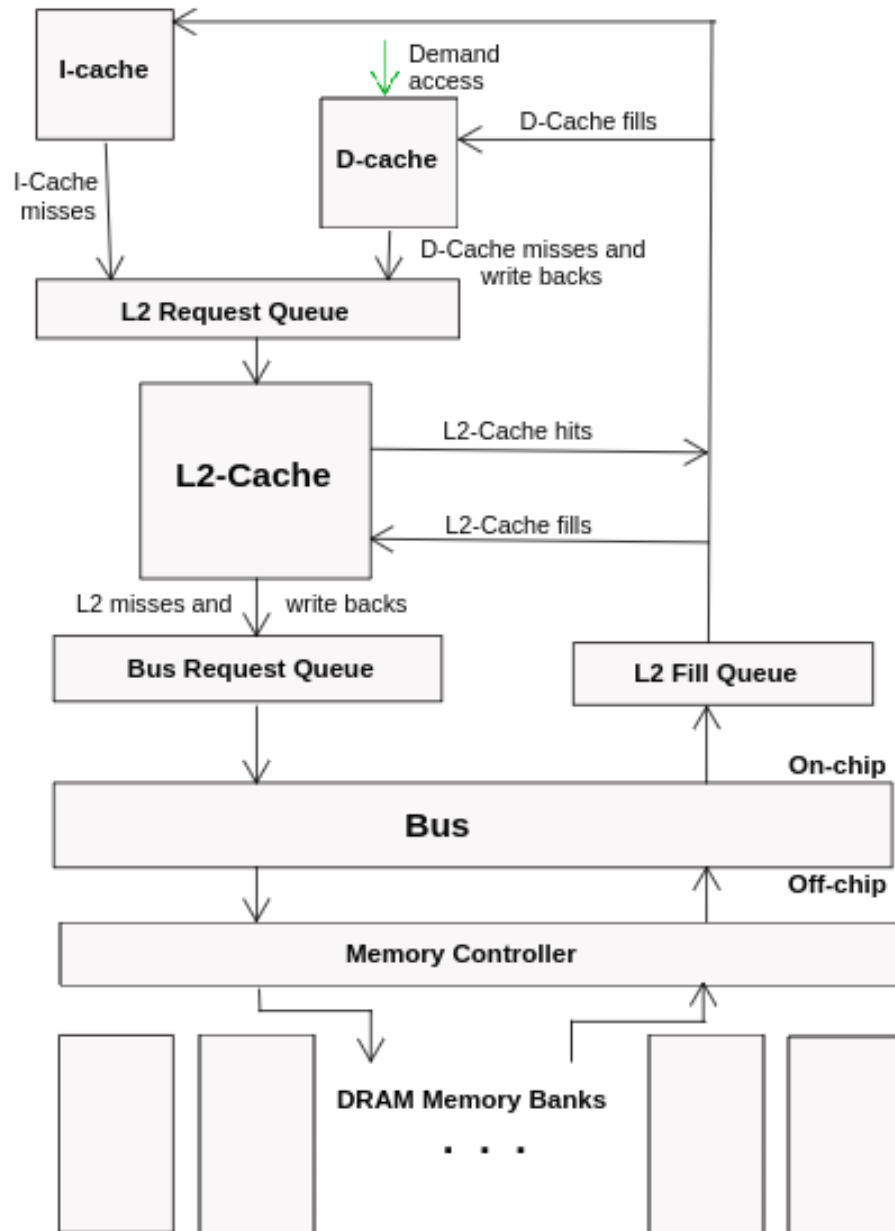 I-cache
Demand
access
D-Cache fills
D-cache
I-Cache
misses
D-Cache misses and
write backs
L2 Request Queue
L2-Cache hits
L2-Cache
L2-Cache fills
L2 misses and write backs
Bus Request Queue
L2 Fill Queue
On-chip
Bus
Off-chip
Memory Controller
DRAM Memory Banks
. . .